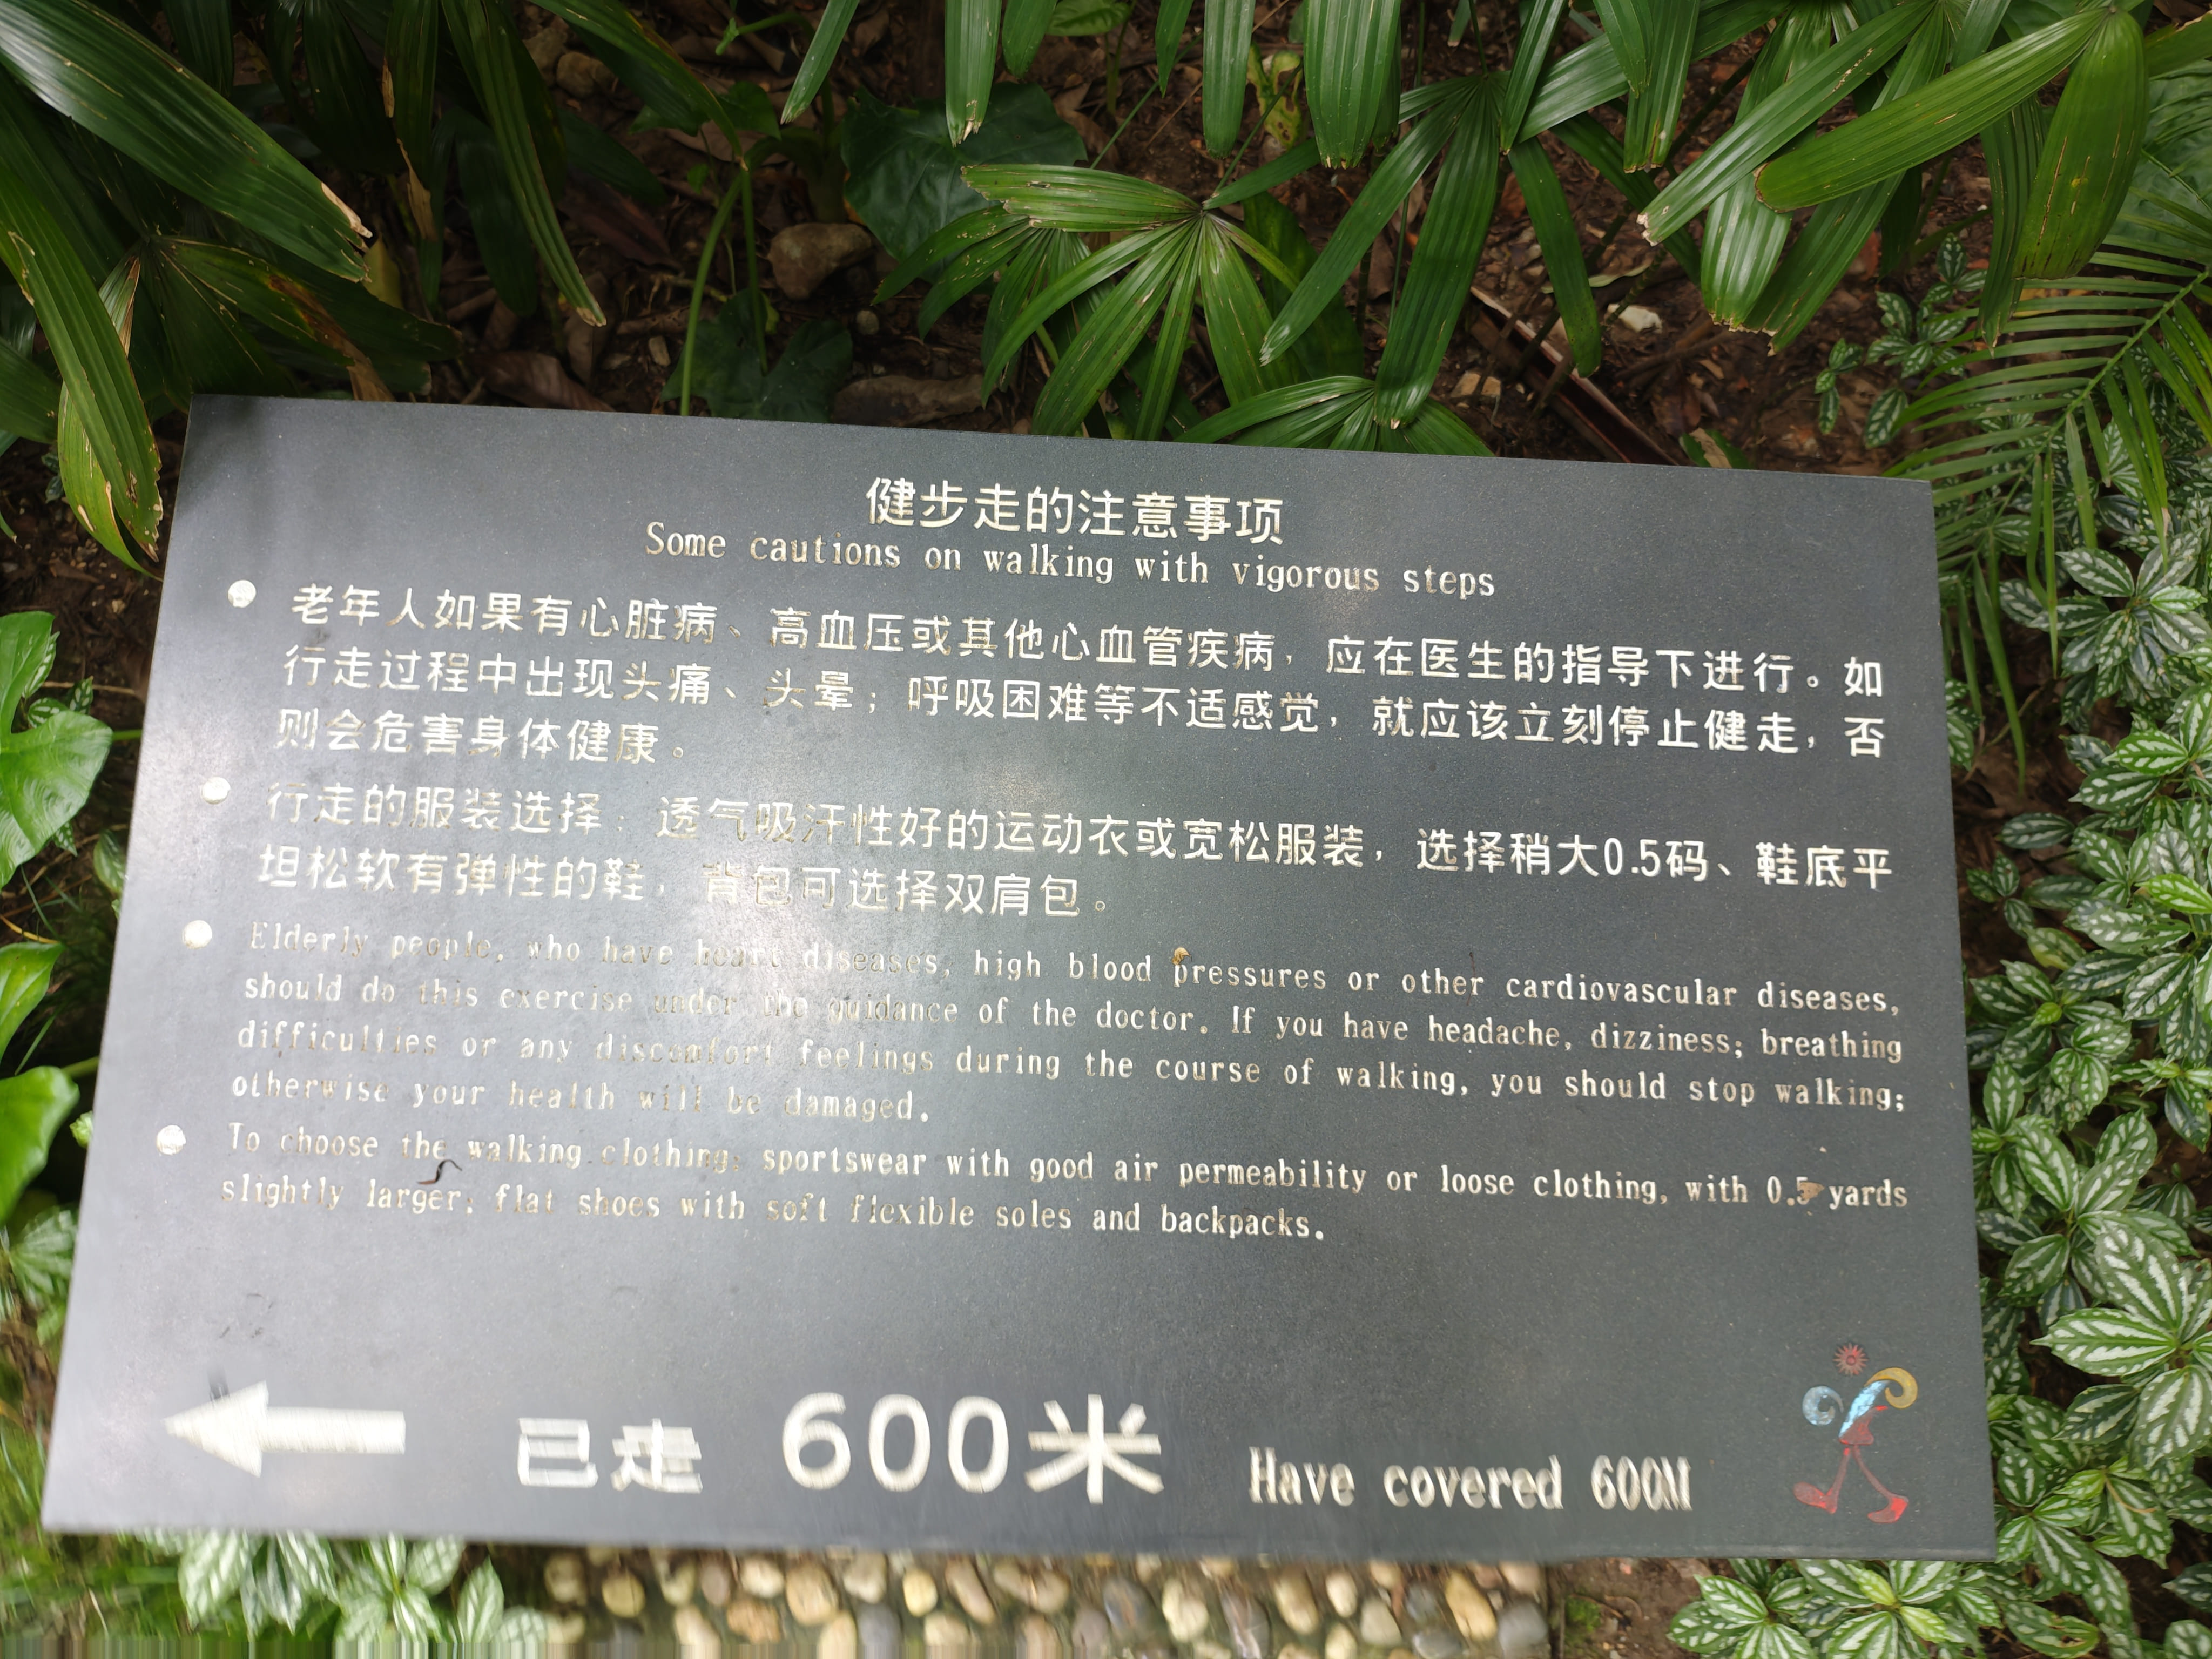 健步走的注意事项
Some cautions on walking with vigorous steps
● 老年人如果有心脏病、高血压或其他心血管疾病，应在医生的指导下进行。如
行走过程中出现头痛、头晕；呼吸困难等不适感觉，就应该立刻停止健走，否
则会危害身体健康。
● 行走的服装选择：透气吸汗性好的运动衣或宽松服装，选择稍大0.5码、鞋底平
坦松软有弹性的鞋，背包可选择双肩包。
● Elderly people, who have heart diseases, high blood pressures or other cardiovascular diseases,
should do this exercise under the guidance of the doctor. If you have headache, dizziness; breathing
difficulties or any discomfort feelings during the course of walking, you should stop walking;
otherwise your health will be damaged.
● To choose the walking clothing: sportswear with good air permeability or loose clothing, with 0.5 yards
slightly larger; flat shoes with soft flexible soles and backpacks.
已走 600米 Have covered 600M